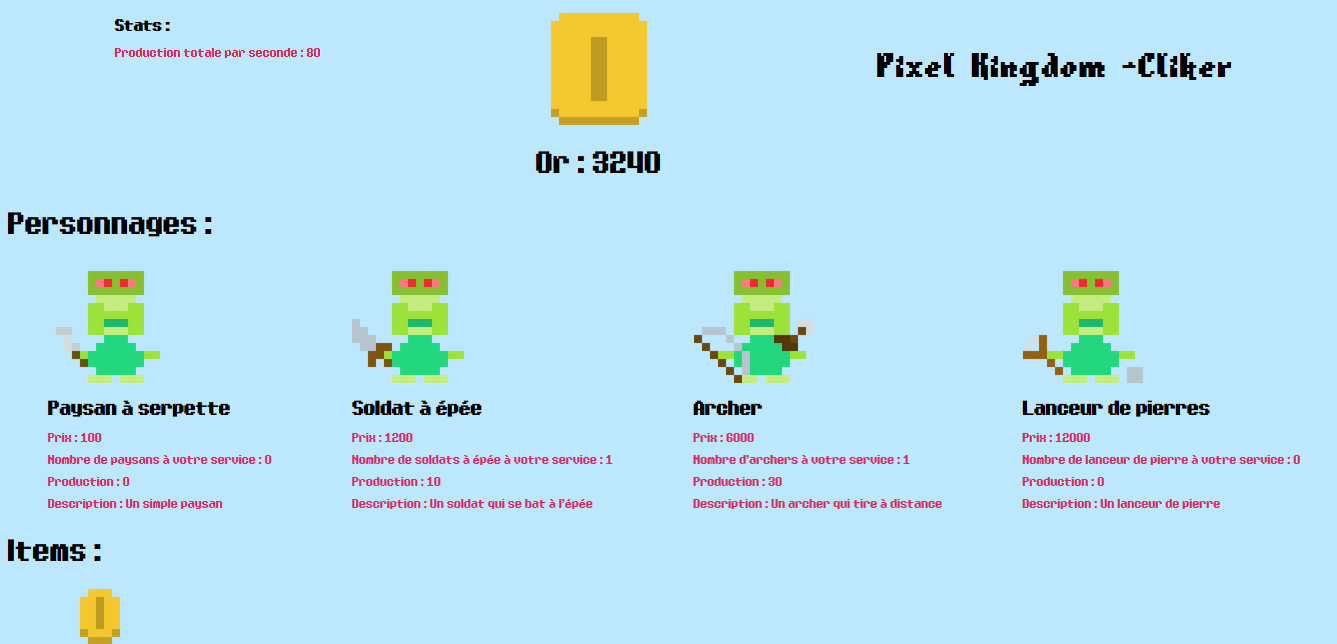 Stats :
Production totale par seconde : 80
Pixel Kingdom -Cliker
Or : 3240
Personnages :
Paysan à serpette
Prix : 100
Nombre de paysans à votre service : 0
Production : 0
Description : Un simple paysan
Soldat à épée
Prix : 1200
Nombre de soldats à épée à votre service : 1
Production : 10
Description : Un soldat qui se bat à l'épée
Archer
Prix : 6000
Nombre d'archers à votre service : 1
Production : 30
Description : Un archer qui tire à distance
Lanceur de pierres
Prix : 12000
Nombre de lanceur de pierre à votre service : 0
Production : 0
Description : Un lanceur de pierre
Items :